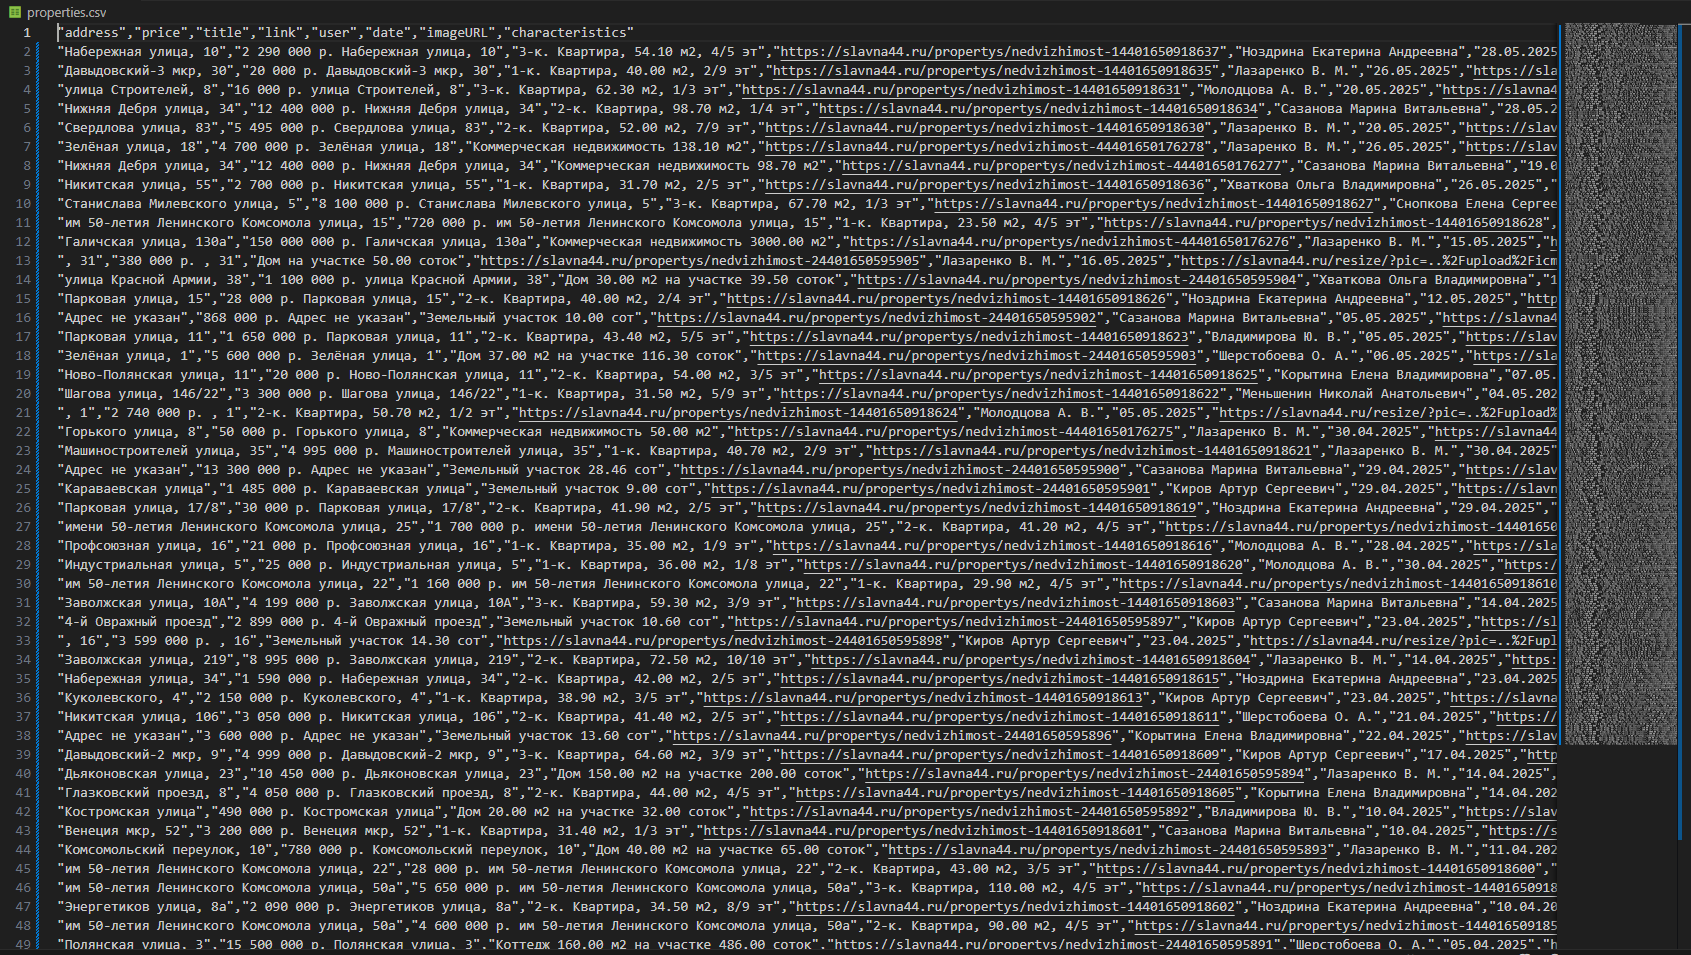 properties.csv
1 "address","price","title","link","user","date","imageURL","characteristics"
2 "Набережная улица, 10","2 290 000 р. Набережная улица, 10","3-к. Квартира, 54.10 м2, 4/5 эт","https://slavna44.ru/propertys/nedvizhimost-14401650918637","Ноздрина Екатерина Андреевна","28.05.2025
3 "Давыдовский-3 мкр, 30","20 000 р. Давыдовский-3 мкр, 30","1-к. Квартира, 40.00 м2, 2/9 эт","https://slavna44.ru/propertys/nedvizhimost-14401650918635","Лазаренко В. М.","26.05.2025","https://sla
4 "улица Строителей, 8","16 000 р. улица Строителей, 8","3-к. Квартира, 62.30 м2, 1/3 эт","https://slavna44.ru/propertys/nedvizhimost-14401650918631","Молодцова А. В.","20.05.2025","https://slavna4
5 "Нижняя Дебря улица, 34","12 400 000 р. Нижняя Дебря улица, 34","2-к. Квартира, 98.70 м2, 1/4 эт","https://slavna44.ru/propertys/nedvizhimost-14401650918634","Сазанова Марина Витальевна","28.05.2
6 "Свердлова улица, 83","5 495 000 р. Свердлова улица, 83","2-к. Квартира, 52.00 м2, 7/9 эт","https://slavna44.ru/propertys/nedvizhimost-14401650918630","Лазаренко В. М.","20.05.2025","https://slav
7 "Зелёная улица, 18","4 700 000 р. Зелёная улица, 18","Коммерческая недвижимость 138.10 м2","https://slavna44.ru/propertys/nedvizhimost-44401650176278","Лазаренко В. М.","26.05.2025","https://slav
8 "Нижняя Дебря улица, 34","12 400 000 р. Нижняя Дебря улица, 34","Коммерческая недвижимость 98.70 м2","https://slavna44.ru/propertys/nedvizhimost-44401650176277","Сазанова Марина Витальевна","19.0
9 "Никитская улица, 55","2 700 000 р. Никитская улица, 55","1-к. Квартира, 31.70 м2, 2/5 эт","https://slavna44.ru/propertys/nedvizhimost-14401650918636","Хваткова Ольга Владимировна","26.05.2025","
10 "Станислава Милевского улица, 5","8 100 000 р. Станислава Милевского улица, 5","3-к. Квартира, 67.70 м2, 1/3 эт","https://slavna44.ru/propertys/nedvizhimost-14401650918627","Снопкова Елена Сергее
11 "им 50-летия Ленинского Комсомола улица, 15","720 000 р. им 50-летия Ленинского Комсомола улица, 15","1-к. Квартира, 23.50 м2, 4/5 эт","https://slavna44.ru/propertys/nedvizhimost-14401650918628",
12 "Галичская улица, 130а","150 000 000 р. Галичская улица, 130а","Коммерческая недвижимость 3000.00 м2","https://slavna44.ru/propertys/nedvizhimost-44401650176276","Лазаренко В. М.","15.05.2025","h
13 ", 31","380 000 р. , 31","Дом на участке 50.00 соток","https://slavna44.ru/propertys/nedvizhimost-24401650595905","Лазаренко В. М.","16.05.2025","https://slavna44.ru/resize/?pic=..%2Fupload%2Ficm
14 "улица Красной Армии, 38","1 100 000 р. улица Красной Армии, 38","Дом 30.00 м2 на участке 39.50 соток","https://slavna44.ru/propertys/nedvizhimost-24401650595904","Хваткова Ольга Владимировна","1
15 "Парковая улица, 15","28 000 р. Парковая улица, 15","2-к. Квартира, 40.00 м2, 2/4 эт","https://slavna44.ru/propertys/nedvizhimost-14401650918626","Ноздрина Екатерина Андреевна","12.05.2025","http
16 "Адрес не указан","868 000 р. Адрес не указан","Земельный участок 10.00 сот","https://slavna44.ru/propertys/nedvizhimost-24401650595902","Сазанова Марина Витальевна","05.05.2025","https://slavna4
17 "Парковая улица, 11","1 650 000 р. Парковая улица, 11","2-к. Квартира, 43.40 м2, 5/5 эт","https://slavna44.ru/propertys/nedvizhimost-14401650918623","Владимирова Ю. В.","05.05.2025","https://slav
18 "Зелёная улица, 1","5 600 000 р. Зелёная улица, 1","Дом 37.00 м2 на участке 116.30 соток","https://slavna44.ru/propertys/nedvizhimost-24401650595903","Шерстобоева О. А.","06.05.2025","https://sla
19 "Ново-Полянская улица, 11","20 000 р. Ново-Полянская улица, 11","2-к. Квартира, 54.00 м2, 3/5 эт","https://slavna44.ru/propertys/nedvizhimost-14401650918625","Корытина Елена Владимировна","07.05.
20 "Шагова улица, 146/22","3 300 000 р. Шагова улица, 146/22","1-к. Квартира, 31.50 м2, 5/9 эт","https://slavna44.ru/propertys/nedvizhimost-14401650918622","Меньшенин Николай Анатольевич","04.05.202
21 ", 1","2 740 000 р. , 1","2-к. Квартира, 50.70 м2, 1/2 эт","https://slavna44.ru/propertys/nedvizhimost-14401650918624","Молодцова А. В.","05.05.2025","https://slavna44.ru/resize/?pic=..%2Fupload%
22 "Горького улица, 8","50 000 р. Горького улица, 8","Коммерческая недвижимость 50.00 м2","https://slavna44.ru/propertys/nedvizhimost-44401650176275","Лазаренко В. М.","30.04.2025","https://slavna44
23 "Машиностроителей улица, 35","4 995 000 р. Машиностроителей улица, 35","1-к. Квартира, 40.70 м2, 2/9 эт","https://slavna44.ru/propertys/nedvizhimost-14401650918621","Лазаренко В. М.","30.04.2025"
24 "Адрес не указан","13 300 000 р. Адрес не указан","Земельный участок 28.46 сот","https://slavna44.ru/propertys/nedvizhimost-24401650595900","Сазанова Марина Витальевна","29.04.2025","https://slav
25 "Караваевская улица","1 485 000 р. Караваевская улица","Земельный участок 9.00 сот","https://slavna44.ru/propertys/nedvizhimost-24401650595901","Киров Артур Сергеевич","29.04.2025","https://slavn
26 "Парковая улица, 17/8","30 000 р. Парковая улица, 17/8","2-к. Квартира, 41.90 м2, 2/5 эт","https://slavna44.ru/propertys/nedvizhimost-14401650918619","Ноздрина Екатерина Андреевна","29.04.2025","
27 "имени 50-летия Ленинского Комсомола улица, 25","1 700 000 р. имени 50-летия Ленинского Комсомола улица, 25","2-к. Квартира, 41.20 м2, 4/5 эт","https://slavna44.ru/propertys/nedvizhimost-14401650
28 "Профсоюзная улица, 16","21 000 р. Профсоюзная улица, 16","1-к. Квартира, 35.00 м2, 1/9 эт","https://slavna44.ru/propertys/nedvizhimost-14401650918616","Молодцова А. В.","28.04.2025","https://sla
29 "Индустриальная улица, 5","25 000 р. Индустриальная улица, 5","1-к. Квартира, 36.00 м2, 1/8 эт","https://slavna44.ru/propertys/nedvizhimost-14401650918620","Молодцова А. В.","30.04.2025","https:/
30 "им 50-летия Ленинского Комсомола улица, 22","1 160 000 р. им 50-летия Ленинского Комсомола улица, 22","1-к. Квартира, 29.90 м2, 4/5 эт","https://slavna44.ru/propertys/nedvizhimost-14401650918610
31 "Заволжская улица, 10А","4 199 000 р. Заволжская улица, 10А","3-к. Квартира, 59.30 м2, 3/9 эт","https://slavna44.ru/propertys/nedvizhimost-14401650918603","Сазанова Марина Витальевна","14.04.2025
32 "4-й Овражный проезд","2 899 000 р. 4-й Овражный проезд","Земельный участок 10.60 сот","https://slavna44.ru/propertys/nedvizhimost-24401650595897","Киров Артур Сергеевич","23.04.2025","https://sl
33 ", 16","3 599 000 р. , 16","Земельный участок 14.30 сот","https://slavna44.ru/propertys/nedvizhimost-24401650595898","Киров Артур Сергеевич","23.04.2025","https://slavna44.ru/resize/?pic=..%2Fupl
34 "Заволжская улица, 219","8 995 000 р. Заволжская улица, 219","2-к. Квартира, 72.50 м2, 10/10 эт","https://slavna44.ru/propertys/nedvizhimost-14401650918604","Лазаренко В. М.","14.04.2025","https:
35 "Набережная улица, 34","1 590 000 р. Набережная улица, 34","2-к. Квартира, 42.00 м2, 2/5 эт","https://slavna44.ru/propertys/nedvizhimost-14401650918615","Ноздрина Екатерина Андреевна","23.04.2025
36 "Куколевского, 4","2 150 000 р. Куколевского, 4","1-к. Квартира, 38.90 м2, 3/5 эт","https://slavna44.ru/propertys/nedvizhimost-14401650918613","Киров Артур Сергеевич","23.04.2025","https://slavna
37 "Никитская улица, 106","3 050 000 р. Никитская улица, 106","2-к. Квартира, 41.40 м2, 2/5 эт","https://slavna44.ru/propertys/nedvizhimost-14401650918611","Шерстобоева О. А.","21.04.2025","https://
38 "Адрес не указан","3 600 000 р. Адрес не указан","Земельный участок 13.60 сот","https://slavna44.ru/propertys/nedvizhimost-24401650595896","Корытина Елена Владимировна","22.04.2025","https://slav
39 "Давыдовский-2 мкр, 9","4 999 000 р. Давыдовский-2 мкр, 9","3-к. Квартира, 64.60 м2, 3/9 эт","https://slavna44.ru/propertys/nedvizhimost-14401650918609","Киров Артур Сергеевич","17.04.2025","http
40 "Дьяконовская улица, 23","10 450 000 р. Дьяконовская улица, 23","Дом 150.00 м2 на участке 200.00 соток","https://slavna44.ru/propertys/nedvizhimost-24401650595894","Лазаренко В. М.","14.04.2025",
41 "Глазковский проезд, 8","4 050 000 р. Глазковский проезд, 8","2-к. Квартира, 44.00 м2, 4/5 эт","https://slavna44.ru/propertys/nedvizhimost-14401650918605","Корытина Елена Владимировна","14.04.202
42 "Костромская улица","490 000 р. Костромская улица","Дом 20.00 м2 на участке 32.00 соток","https://slavna44.ru/propertys/nedvizhimost-24401650595892","Владимирова Ю. В.","10.04.2025","https://slav
43 "Венеция мкр, 52","3 200 000 р. Венеция мкр, 52","1-к. Квартира, 31.40 м2, 1/3 эт","https://slavna44.ru/propertys/nedvizhimost-14401650918601","Сазанова Марина Витальевна","10.04.2025","https://s
44 "Комсомольский переулок, 10","780 000 р. Комсомольский переулок, 10","Дом 40.00 м2 на участке 65.00 соток","https://slavna44.ru/propertys/nedvizhimost-24401650595893","Лазаренко В. М.","11.04.202
45 "им 50-летия Ленинского Комсомола улица, 22","28 000 р. им 50-летия Ленинского Комсомола улица, 22","2-к. Квартира, 43.00 м2, 3/5 эт","https://slavna44.ru/propertys/nedvizhimost-14401650918600","
46 "им 50-летия Ленинского Комсомола улица, 50а","5 650 000 р. им 50-летия Ленинского Комсомола улица, 50а","3-к. Квартира, 110.00 м2, 4/5 эт","https://slavna44.ru/propertys/nedvizhimost-14401650918
47 "Энергетиков улица, 8а","2 090 000 р. Энергетиков улица, 8а","2-к. Квартира, 34.50 м2, 8/9 эт","https://slavna44.ru/propertys/nedvizhimost-14401650918602","Ноздрина Екатерина Андреевна","10.04.20
48 "им 50-летия Ленинского Комсомола улица, 50а","4 600 000 р. им 50-летия Ленинского Комсомола улица, 50а","2-к. Квартира, 90.00 м2, 4/5 эт","https://slavna44.ru/propertys/nedvizhimost-144016509185
49 "Полянская улица, 3","15 500 000 р. Полянская улица, 3","Коттедж 160.00 м2 на участке 486.00 соток","https://slavna44.ru/propertys/nedvizhimost-24401650595891","Шерстобоева О. А.","05.04.2025","h